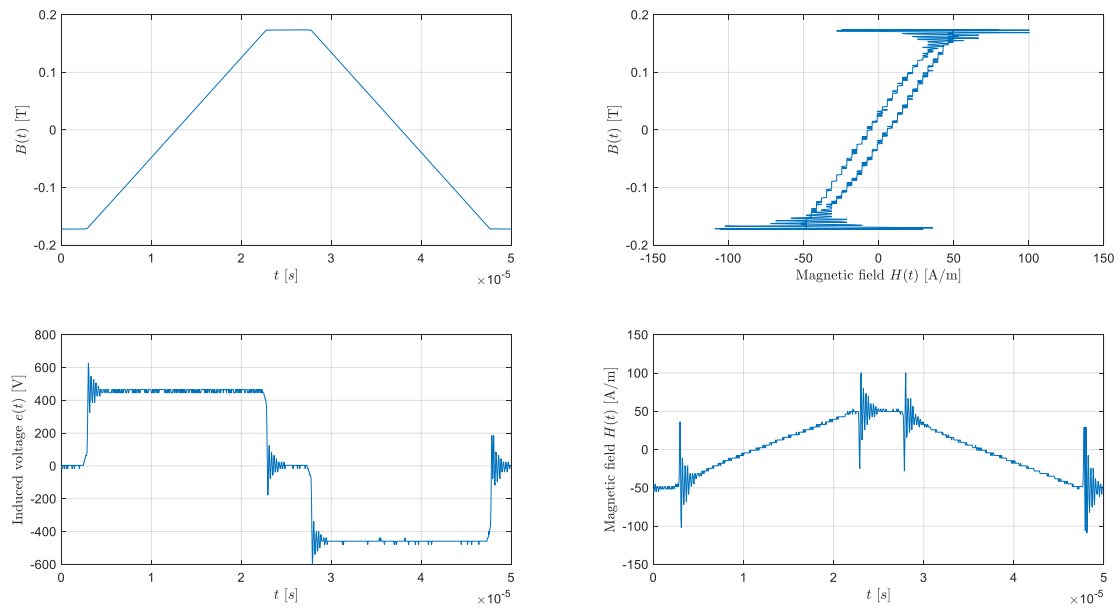 0.2
0.1
0
-0.1
-0.2
B(t) [T]
0 1 2 3 4 5
t [s]
×10⁻⁵
0.2
0.1
0
-0.1
-0.2
B(t) [T]
-150 -100 -50 0 50 100 150
Magnetic field H(t) [A/m]
800
600
400
200
0
-200
-400
-600
Induced voltage e(t) [V]
0 1 2 3 4 5
t [s]
×10⁻⁵
150
100
50
0
-50
-100
-150
Magnetic field H(t) [A/m]
0 1 2 3 4 5
t [s]
×10⁻⁵